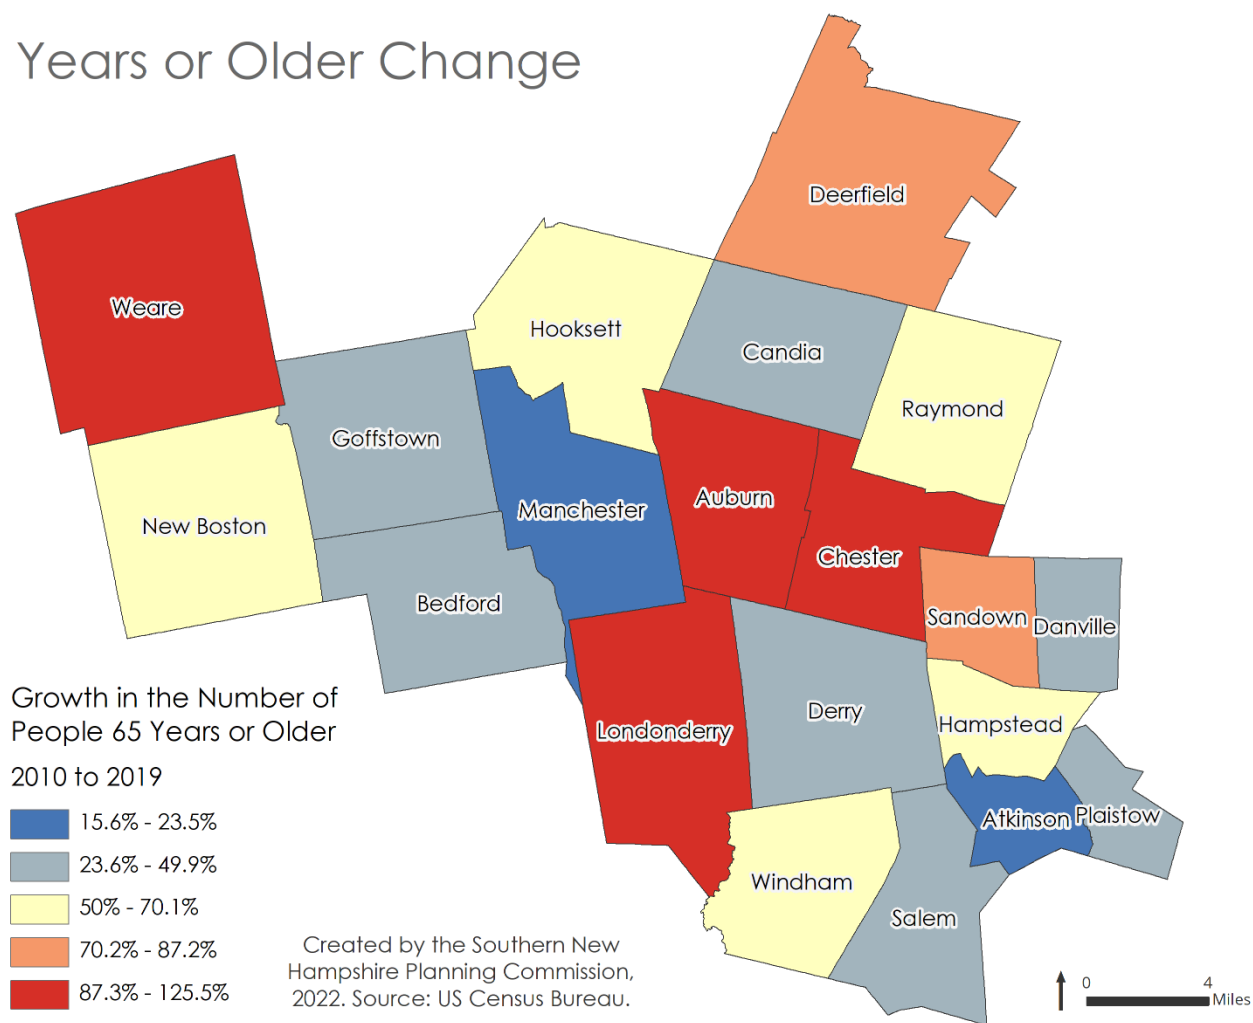 Years or Older Change
Deerfield
Weare
Hooksett
Candia
Raymond
Goffstown
Auburn
Manchester
New Boston
Chester
Bedford
Sandown
Danville
Derry
Hampstead
Londonderry
Atkinson
Plaistow
Windham
Salem
Growth in the Number of
People 65 Years or Older
2010 to 2019
15.6% - 23.5%
23.6% - 49.9%
50% - 70.1%
70.2% - 87.2%
87.3% - 125.5%
Created by the Southern New
Hampshire Planning Commission,
2022. Source: US Census Bureau.
0 4
Miles